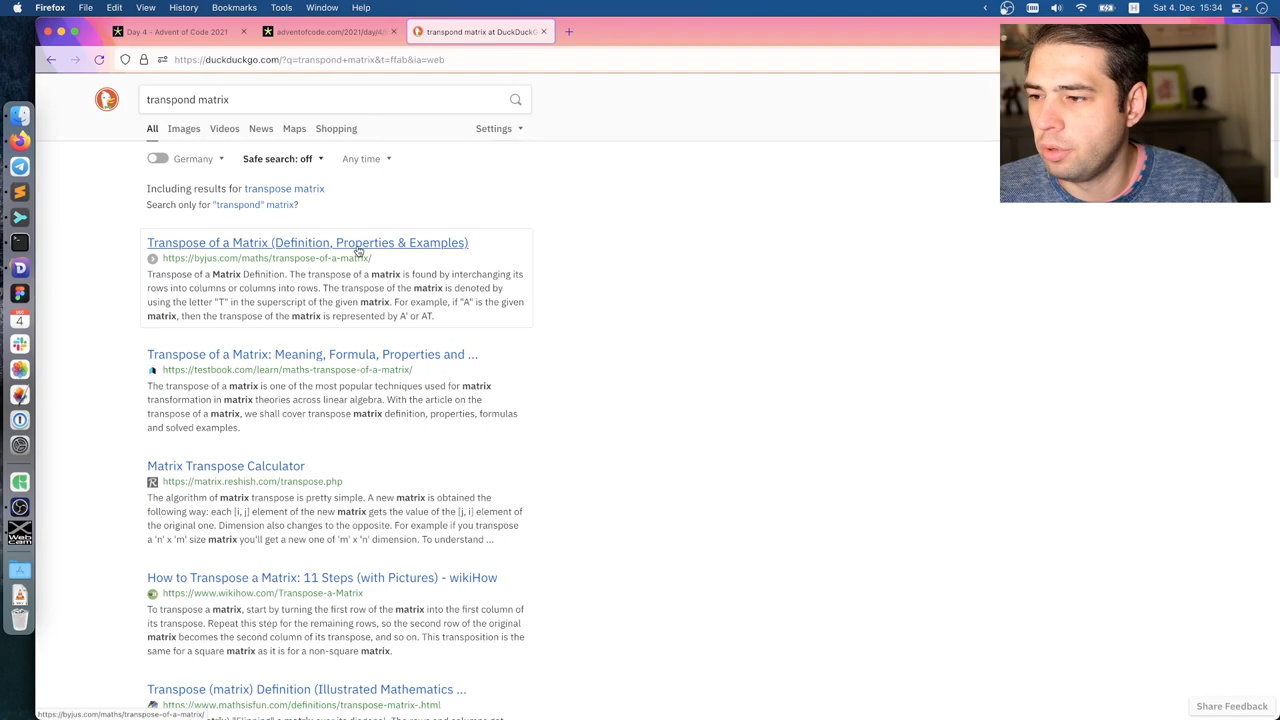 Firefox File Edit View History Bookmarks Tools Window Help
Sat 4. Dec 15:13
Day 4 - Advent of Code 2021
adventofcode.com/2021/day/4/
transpond matrix at DuckDuckG
https://duckduckgo.com/?q=transpond+matrix&t=ffab&ia=web
transpond matrix
All Images Videos News Maps Shopping Settings
Germany Safe search: off Any time
Including results for transpose matrix
Search only for "transpond" matrix?
Transpose of a Matrix (Definition, Properties & Examples)
https://byjus.com/maths/transpose-of-a-matrix/
Transpose of a Matrix Definition. The transpose of a matrix is found by interchanging its
rows into columns or columns into rows. The transpose of the matrix is denoted by
using the letter "T" in the superscript of the given matrix. For example, if "A" is the given
matrix, then the transpose of the matrix is represented by A' or AT.
Transpose of a Matrix: Meaning, Formula, Properties and ...
https://testbook.com/learn/maths-transpose-of-a-matrix/
The transpose of a matrix is one of the most popular techniques used for matrix
transformation in matrix theories across linear algebra. With the article on the
transpose of a matrix, we shall cover transpose matrix definition, properties, formulas
and solved examples.
Matrix Transpose Calculator
https://matrix.reshish.com/transpose.php
The algorithm of matrix transpose is pretty simple. A new matrix is obtained the
following way: each [i, j] element of the new matrix gets the value of the [j, i] element of
the original one. Dimension also changes to the opposite. For example if you transpose
a 'n' x 'm' size matrix you'll get a new one of 'm' x 'n' dimension. To understand ...
How to Transpose a Matrix: 11 Steps (with Pictures) - wikiHow
https://www.wikihow.com/Transpose-a-Matrix
To transpose a matrix, start by turning the first row of the matrix into the first column of
its transpose. Repeat this step for the remaining rows, so the second row of the original
matrix becomes the second column of its transpose, and so on. This transposition is the
same for a square matrix as it is for a non-square matrix.
Transpose (matrix) Definition (Illustrated Mathematics ...
https://www.mathsisfun.com/definitions/transpose-matrix-.html
https://byjus.com/maths/transpose-of-a-matrix/
Share Feedback